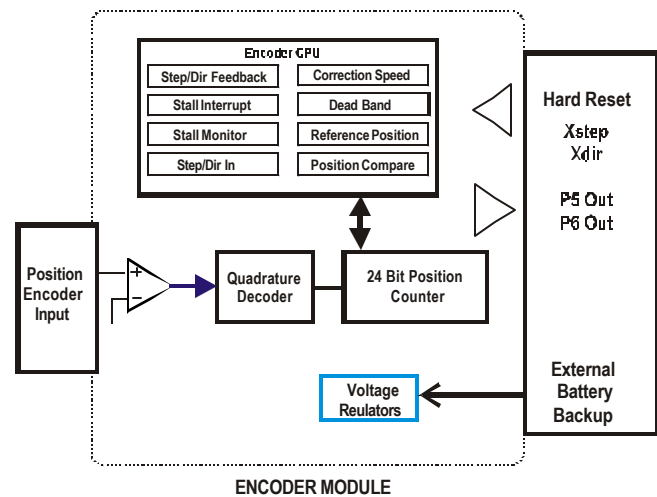 Encoder CPU
Step/Dir Feedback
Correction Speed
Stall Interrupt
Dead Band
Stall Monitor
Reference Position
Step/Dir In
Position Compare
Hard Reset
Xstep
Xdir
P5 Out
P6 Out
Position
Encoder
Input
+
−
Quadrature
Decoder
24 Bit Position
Counter
Voltage
Reulators
External
Battery
Backup
ENCODER MODULE